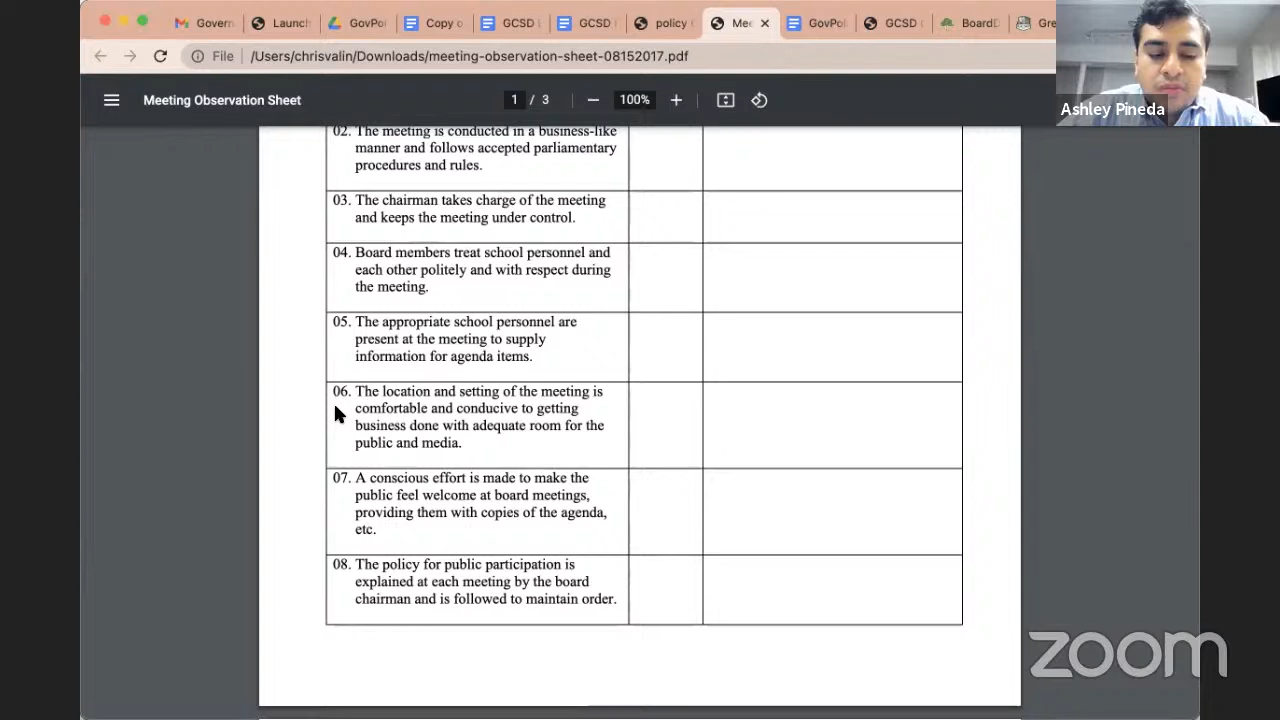 Govern
Launch
GovPol
Copy o
GCSD
GCSD
policy
Mee
GovPol
GCSD
BoardD
Gre
File /Users/chrisvalin/Downloads/meeting-observation-sheet-08152017.pdf
Meeting Observation Sheet
1 / 3
100%
Ashley Pineda
02. The meeting is conducted in a business-like
manner and follows accepted parliamentary
procedures and rules.
03. The chairman takes charge of the meeting
and keeps the meeting under control.
04. Board members treat school personnel and
each other politely and with respect during
the meeting.
05. The appropriate school personnel are
present at the meeting to supply
information for agenda items.
06. The location and setting of the meeting is
comfortable and conducive to getting
business done with adequate room for the
public and media.
07. A conscious effort is made to make the
public feel welcome at board meetings,
providing them with copies of the agenda,
etc.
08. The policy for public participation is
explained at each meeting by the board
chairman and is followed to maintain order.
zoom